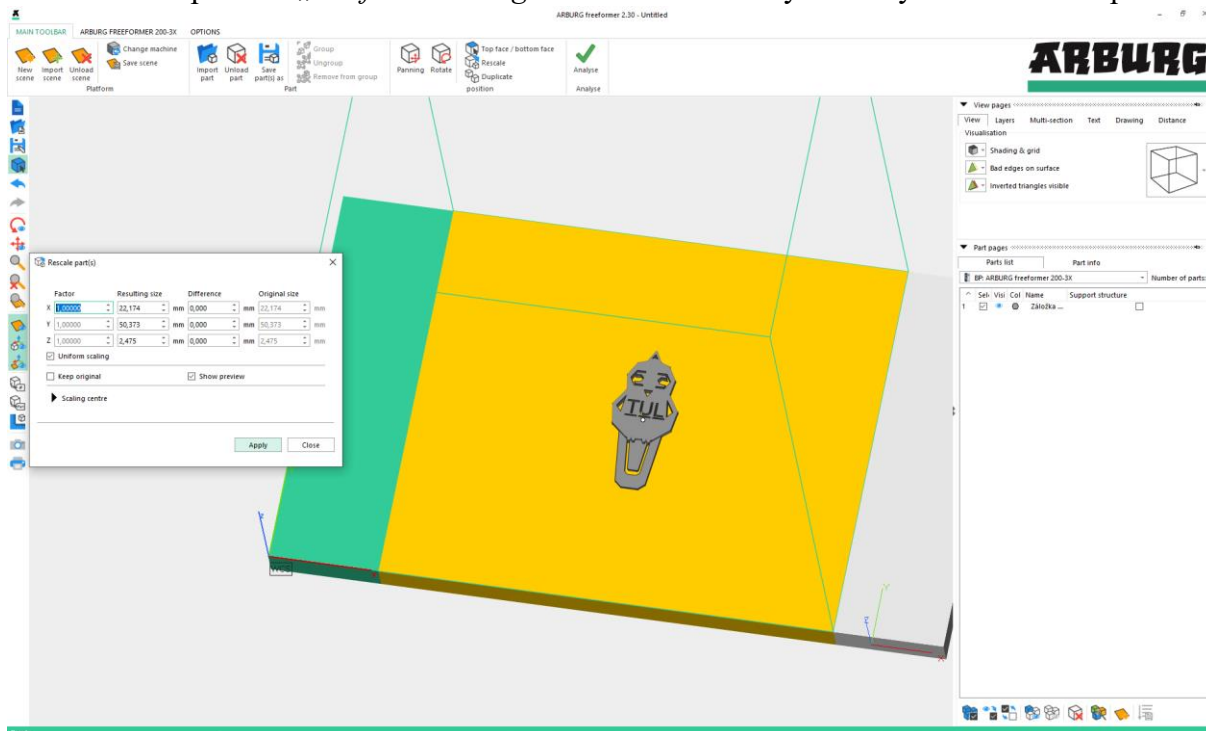 ARBURG freeformer 2.30 - Untitled
MAIN TOOLBAR ARBURG FREEFORMER 200-3X OPTIONS
New scene
Import scene
Unload scene
Change machine
Save scene
Platform
Import part
Unload part
Save part(s) as
Group
Ungroup
Remove from group
Part
Panning
Rotate
Top face / bottom face
Rescale
Duplicate
position
Analyse
Analyse
ARBURG
View pages
View Layers Multi-section Text Drawing Distance
Visualisation
Shading & grid
Bad edges on surface
Inverted triangles visible
Part pages
Parts list Part info
BP: ARBURG freeformer 200-3X Number of parts:
Sel Visi Col Name Support structure
1 Záložka ...
Rescale part(s)
Factor Resulting size Difference Original size
X 1,00000 22,174 mm 0,000 mm 22,174 mm
Y 1,00000 50,373 mm 0,000 mm 50,373 mm
Z 1,00000 2,475 mm 0,000 mm 2,475 mm
Uniform scaling
Keep original Show preview
Scaling centre
Apply Close
TUL
Z
WCS
X
Y
Z
X